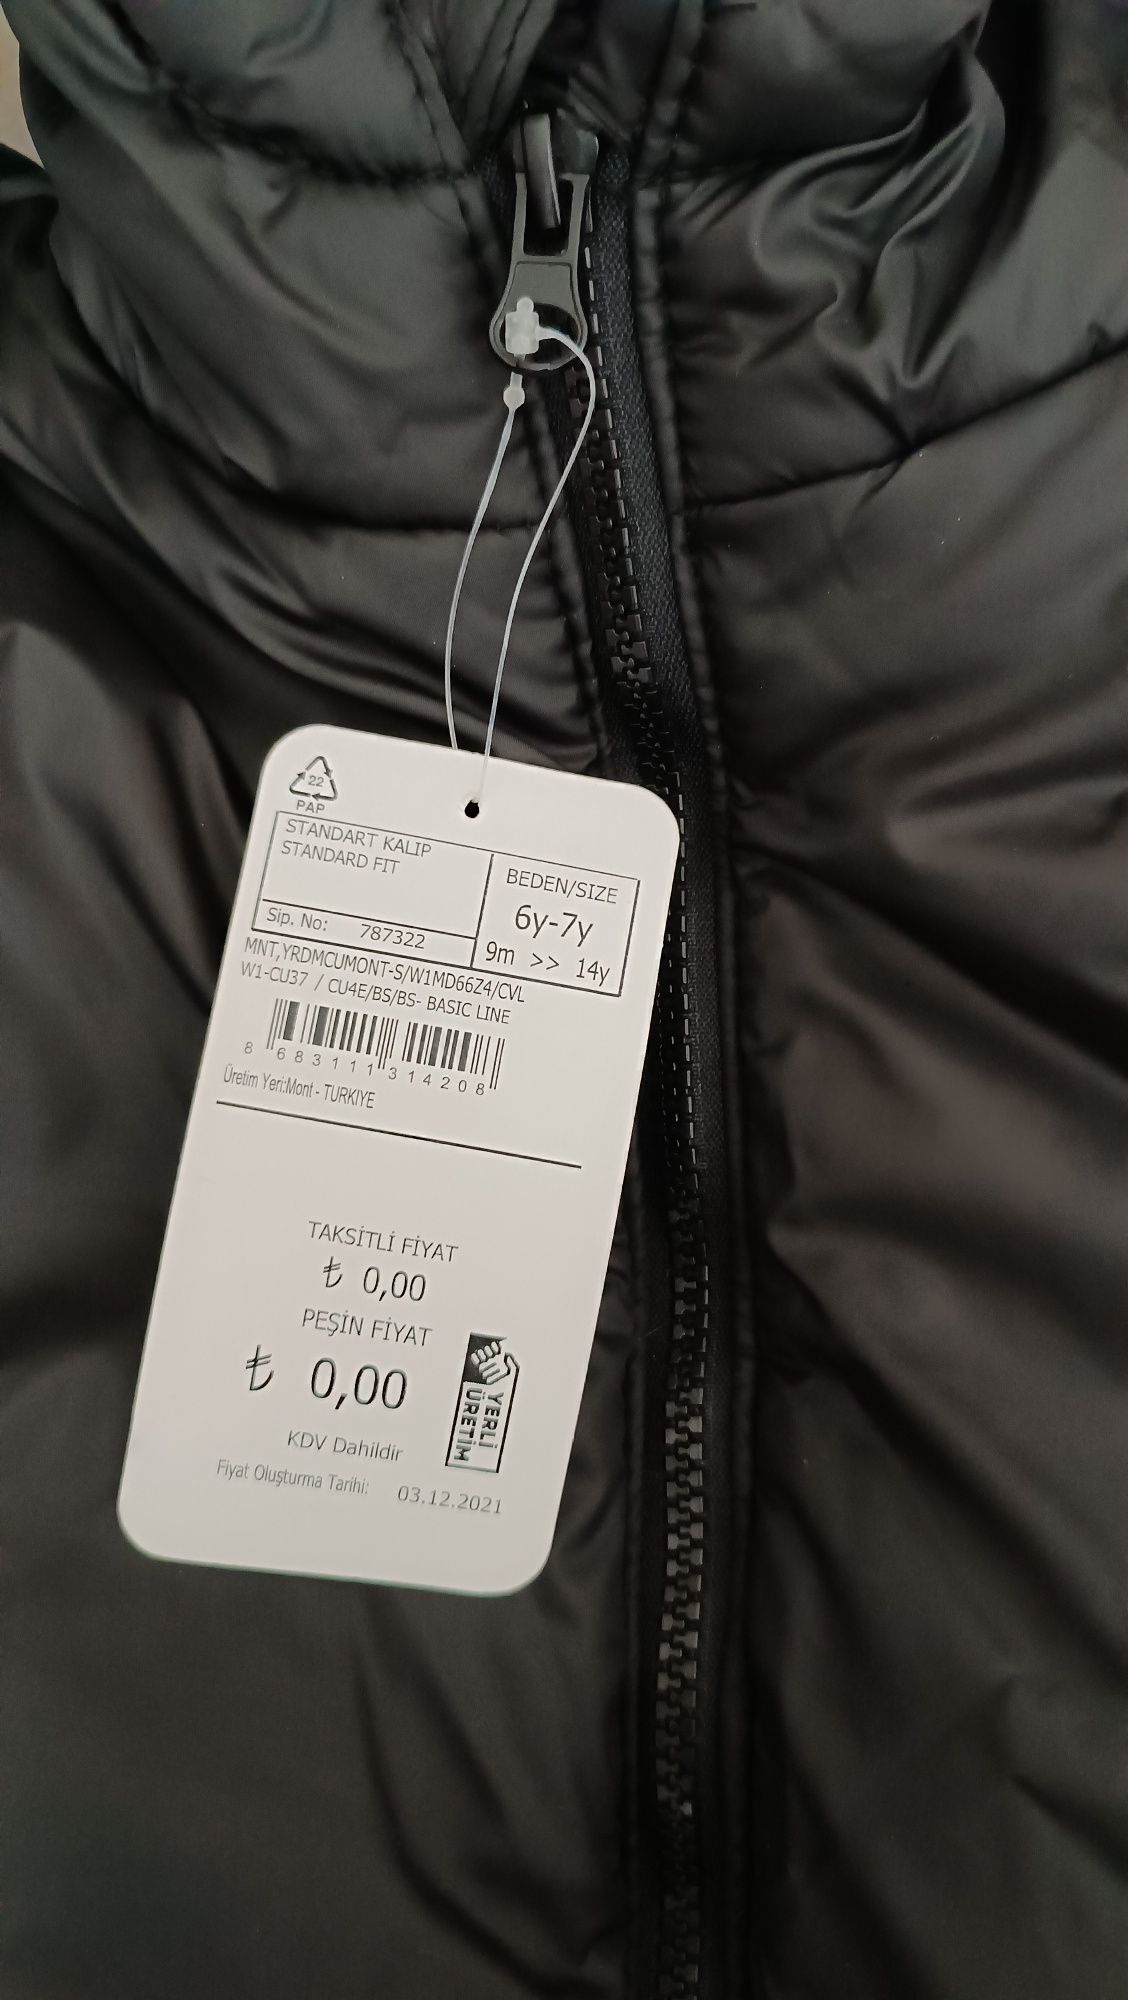 22
PAP
STANDART KALIP
STANDARD FIT
BEDEN/SIZE
6y-7y
9m >> 14y
Sip. No: 787322
MNT,YRDMCUMONT-S/W1MD66Z4/CVL
W1-CU37 / CU4E/BS/BS- BASIC LINE
8 683111 314208
Üretim Yeri:Mont - TURKIYE
TAKSİTLİ FİYAT
₺ 0,00
PEŞİN FİYAT
₺ 0,00
YERLİ
ÜRETİM
KDV Dahildir
Fiyat Oluşturma Tarihi: 03.12.2021